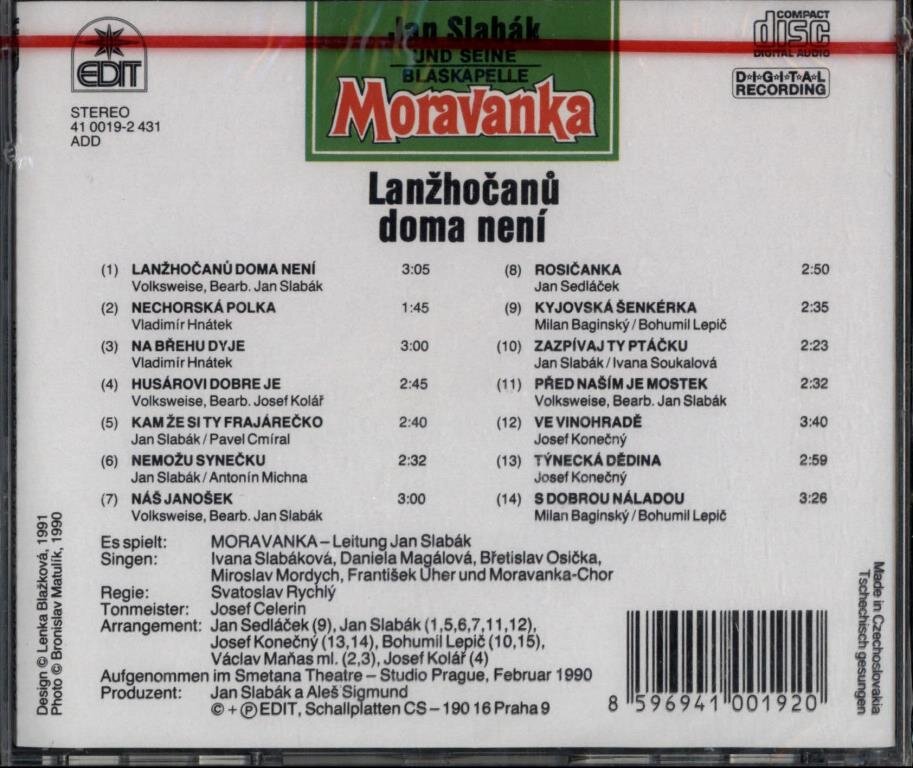 EDIT
STEREO
41 0019-2 431
ADD
Jan Slabák
UND SEINE
BLASKAPELLE
Moravanka
COMPACT
disc
DIGITAL AUDIO
D·I·G·I·T·A·L
RECORDING
Lanžhočanů
doma není
(1) LANŽHOČANŮ DOMA NENÍ 3:05
Volksweise, Bearb. Jan Slabák
(2) NECHORSKÁ POLKA 1:45
Vladimír Hnátek
(3) NA BŘEHU DYJE 3:00
Vladimír Hnátek
(4) HUSÁROVI DOBRE JE 2:45
Volksweise, Bearb. Josef Kolář
(5) KAM ŽE SI TY FRAJÁREČKO 2:40
Jan Slabák/Pavel Cmíral
(6) NEMOŽU SYNEČKU 2:32
Jan Slabák/Antonín Michna
(7) NÁŠ JANOŠEK 3:00
Volksweise, Bearb. Jan Slabák
(8) ROSIČANKA 2:50
Jan Sedláček
(9) KYJOVSKÁ ŠENKÉRKA 2:35
Milan Baginský/Bohumil Lepič
(10) ZAZPÍVAJ TY PTÁČKU 2:23
Jan Slabák/Ivana Soukalová
(11) PŘED NAŠÍM JE MOSTEK 2:32
Volksweise, Bearb. Jan Slabák
(12) VE VINOHRADĚ 3:40
Josef Konečný
(13) TÝNECKÁ DĚDINA 2:59
Josef Konečný
(14) S DOBROU NÁLADOU 3:26
Milan Baginský/Bohumil Lepič
Es spielt: MORAVANKA – Leitung Jan Slabák
Singen: Ivana Slabáková, Daniela Magálová, Břetislav Osička,
Miroslav Mordych, František Uher und Moravanka-Chor
Regie: Svatoslav Rychlý
Tonmeister: Josef Celerin
Arrangement: Jan Sedláček (9), Jan Slabák (1,5,6,7,11,12),
Josef Konečný (13,14), Bohumil Lepič (10,15),
Václav Maňas ml. (2,3), Josef Kolář (4)
Aufgenommen im Smetana Theatre – Studio Prague, Februar 1990
Produzent: Jan Slabák a Aleš Sigmund
© + Ⓟ EDIT, Schallplatten CS – 190 16 Praha 9
Design © Lenka Blažková, 1991
Photo © Bronislav Matulík, 1990
Made in Czechoslovakia
Tschechisch gesungen
8 596941 001920